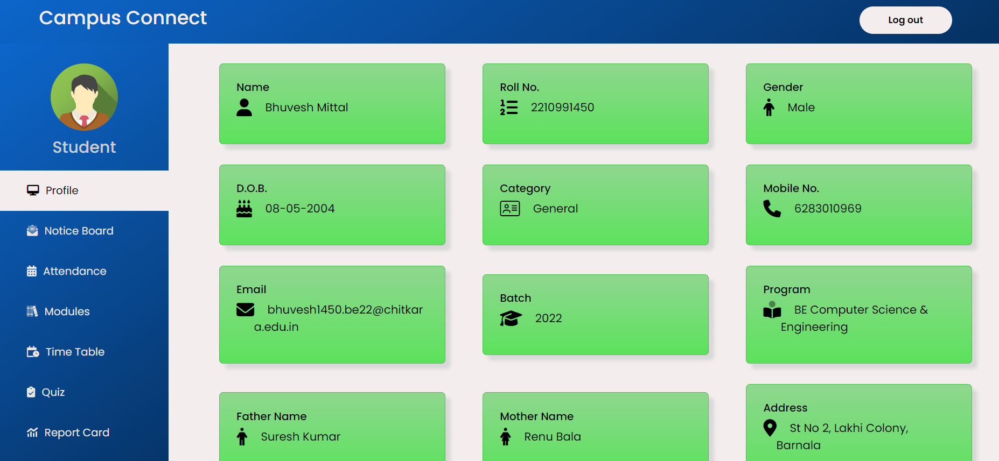 Campus Connect
Log out
Student
Profile
Notice Board
Attendance
Modules
Time Table
Quiz
Report Card
Name
Bhuvesh Mittal
Roll No.
2210991450
Gender
Male
D.O.B.
08-05-2004
Category
General
Mobile No.
6283010969
Email
bhuvesh1450.be22@chitkar
a.edu.in
Batch
2022
Program
BE Computer Science &
Engineering
Father Name
Suresh Kumar
Mother Name
Renu Bala
Address
St No 2, Lakhi Colony,
Barnala